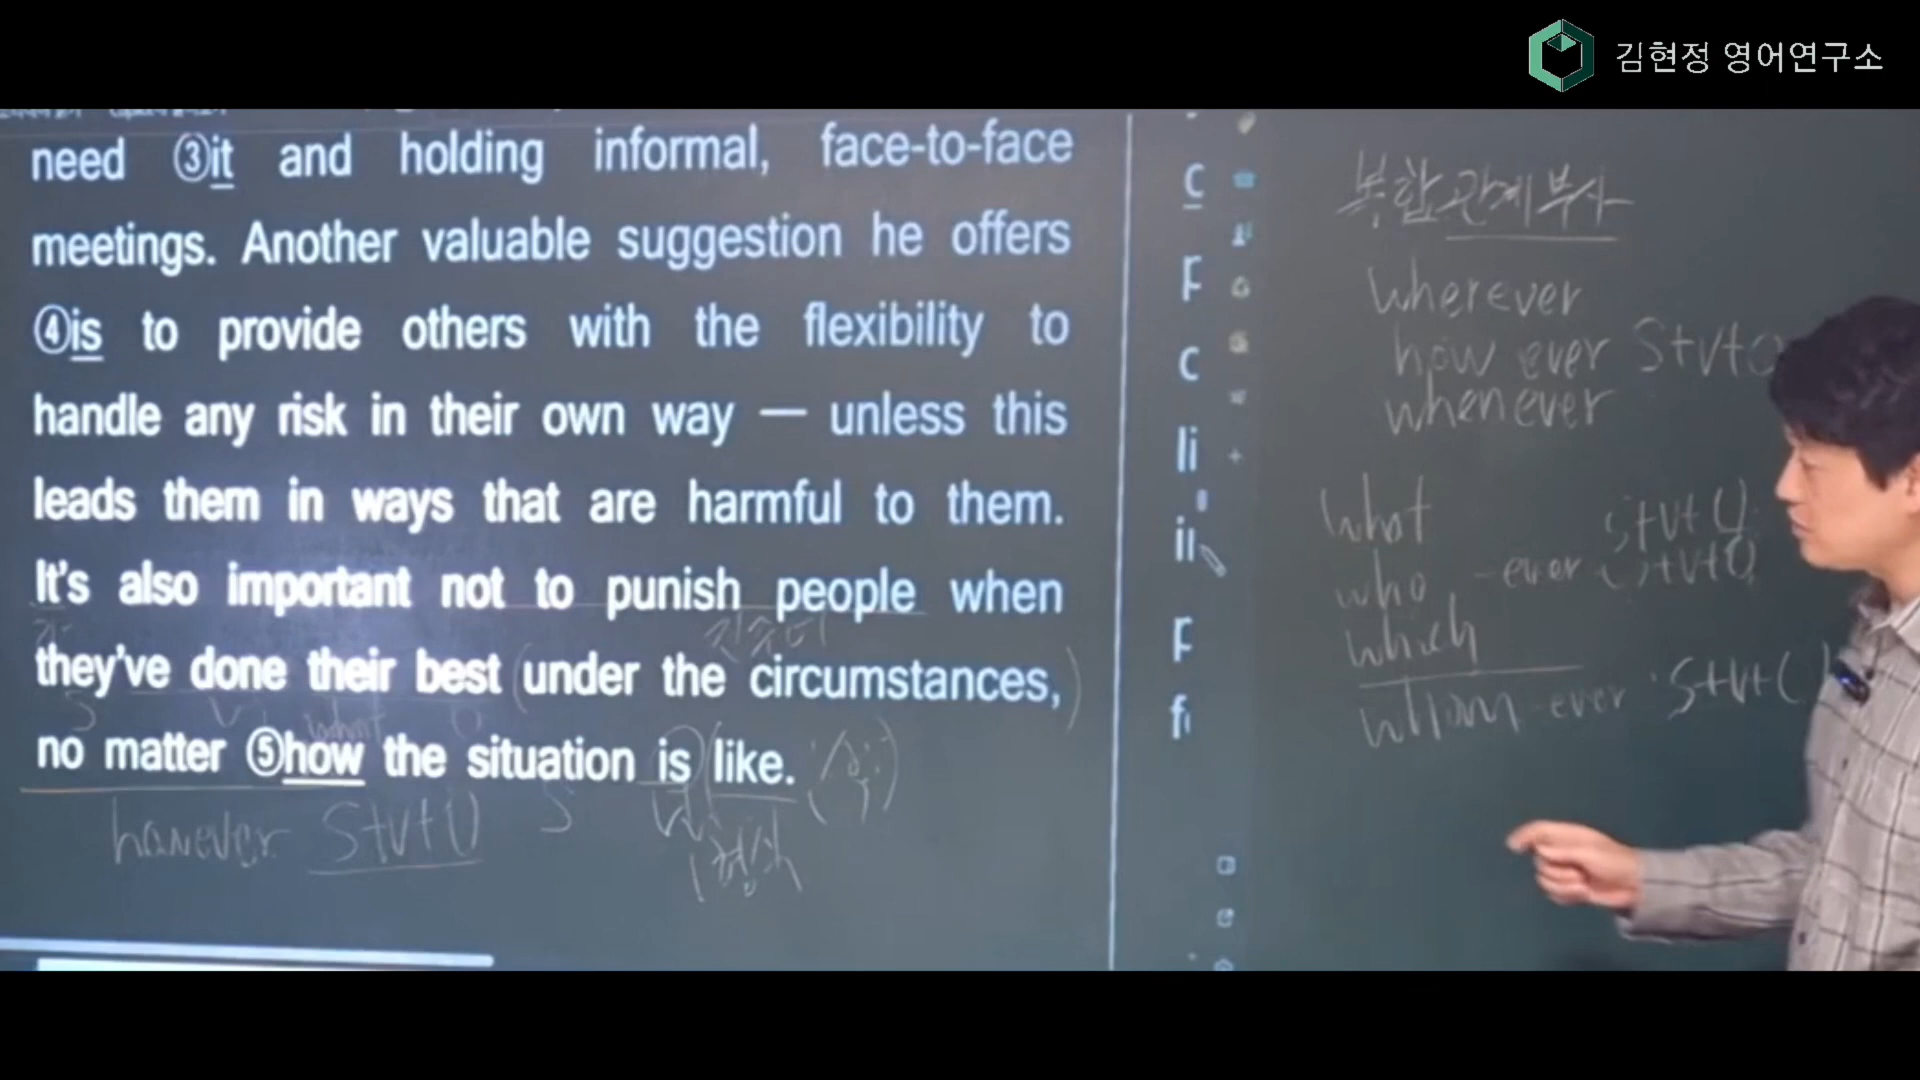 김현정 영어연구소
need ③it and holding informal, face-to-face
meetings. Another valuable suggestion he offers
④is to provide others with the flexibility to
handle any risk in their own way — unless this
leads them in ways that are harmful to them.
It's also important not to punish people when
they've done their best (under the circumstances,)
S V what O
no matter ⑤how the situation is (like.
however S+V+O S V
복합관계부사
wherever
how ever S+V+O
whenever
what S+V+O
who -ever S+V+O
which
whom-ever S+V+